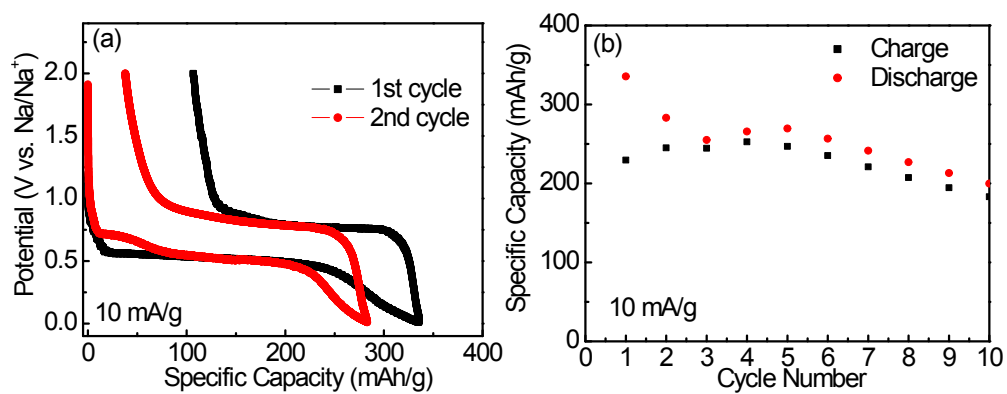 (a)
1st cycle
2nd cycle
10 mA/g
Potential (V vs. Na/Na⁺)
2.0
1.5
1.0
0.5
0.0
0
100
200
300
400
Specific Capacity (mAh/g)
(b)
Charge
Discharge
10 mA/g
Specific Capacity (mAh/g)
400
300
200
100
0
0
1
2
3
4
5
6
7
8
9
10
Cycle Number